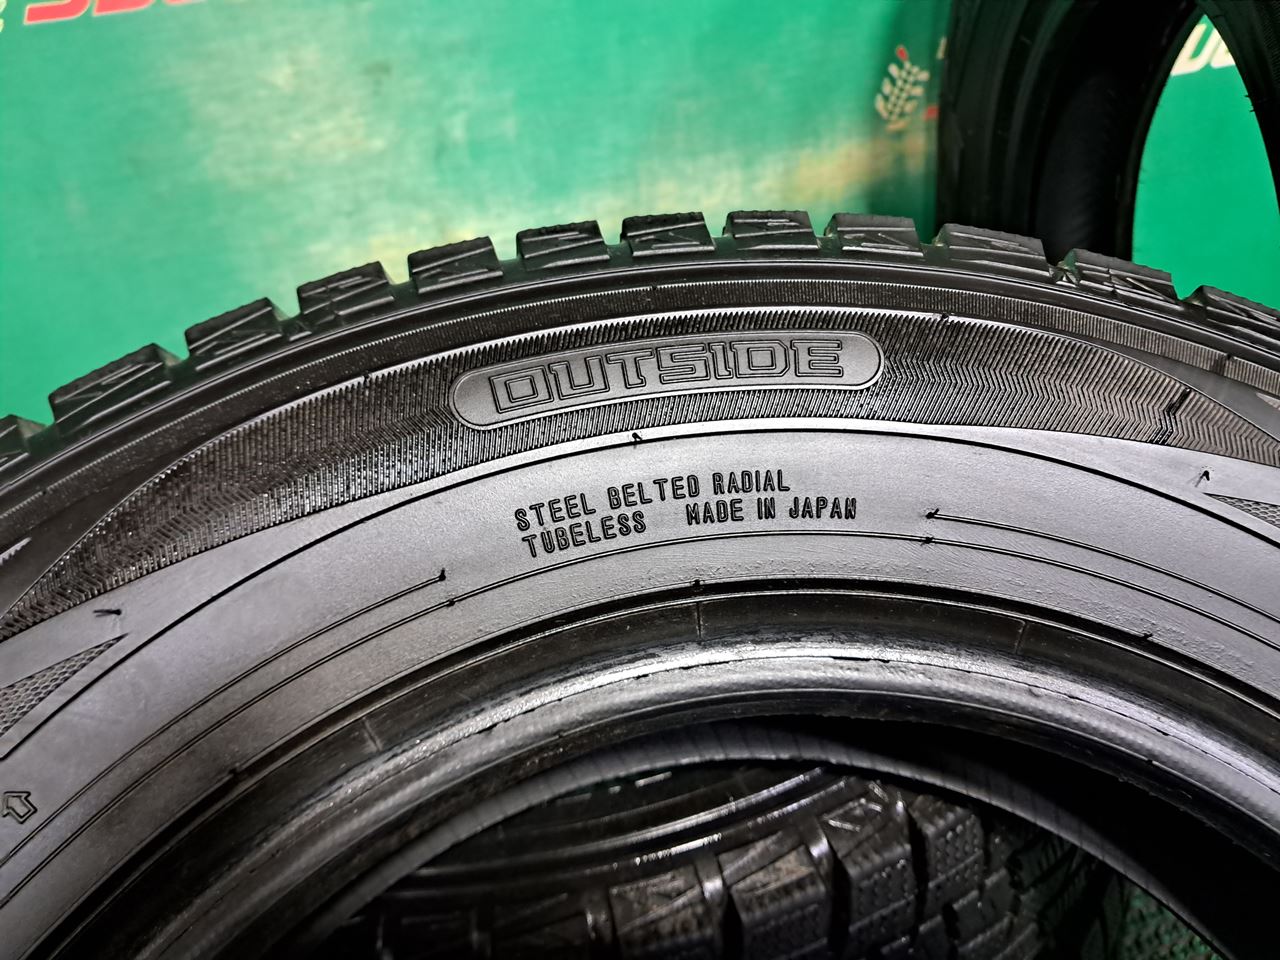 OUTSIDE
STEEL BELTED RADIAL
TUBELESS MADE IN JAPAN